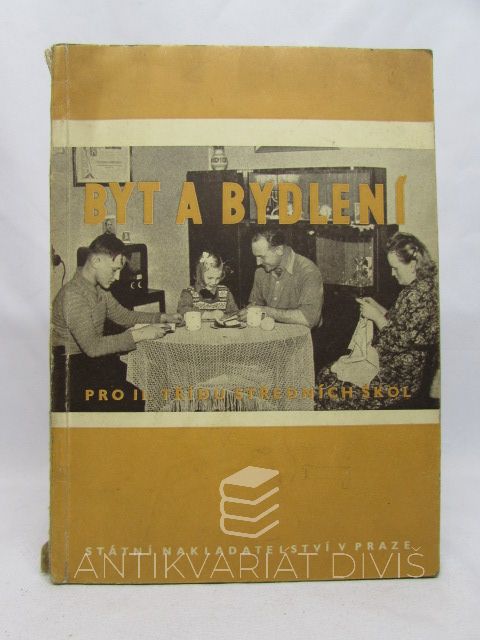 BYT A BYDLENÍ
PRO II. TŘÍDU STŘEDNÍCH ŠKOL
STÁTNÍ NAKLADATELSTVÍ V PRAZE
ANTIKVARIÁT DIVIŠ